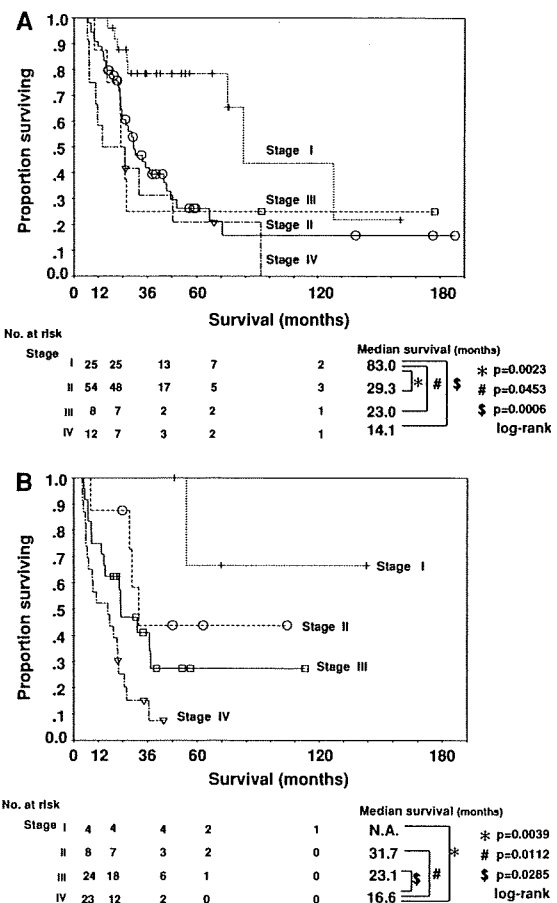 A
1.0
.9
.8
.7
.6
.5
.4
.3
.2
.1
0.0
Proportion surviving
Stage I
Stage III
Stage II
Stage IV
0 12 36 60 120 180
Survival (months)
No. at risk
Stage
I 25 25 13 7 2
II 54 48 17 5 3
III 8 7 2 2 1
IV 12 7 3 2 1
Median survival (months)
83.0
29.3
23.0
14.1
* # $
* p=0.0023
# p=0.0453
$ p=0.0006
log-rank
B
1.0
.9
.8
.7
.6
.5
.4
.3
.2
.1
0.0
Proportion surviving
Stage I
Stage II
Stage III
Stage IV
0 12 36 60 120 180
Survival (months)
No. at risk
Stage I 4 4 4 2 1
II 8 7 3 2 0
III 24 18 6 1 0
IV 23 12 2 0 0
Median survival (months)
N.A.
31.7
23.1
16.6
$ # *
* p=0.0039
# p=0.0112
$ p=0.0285
log-rank